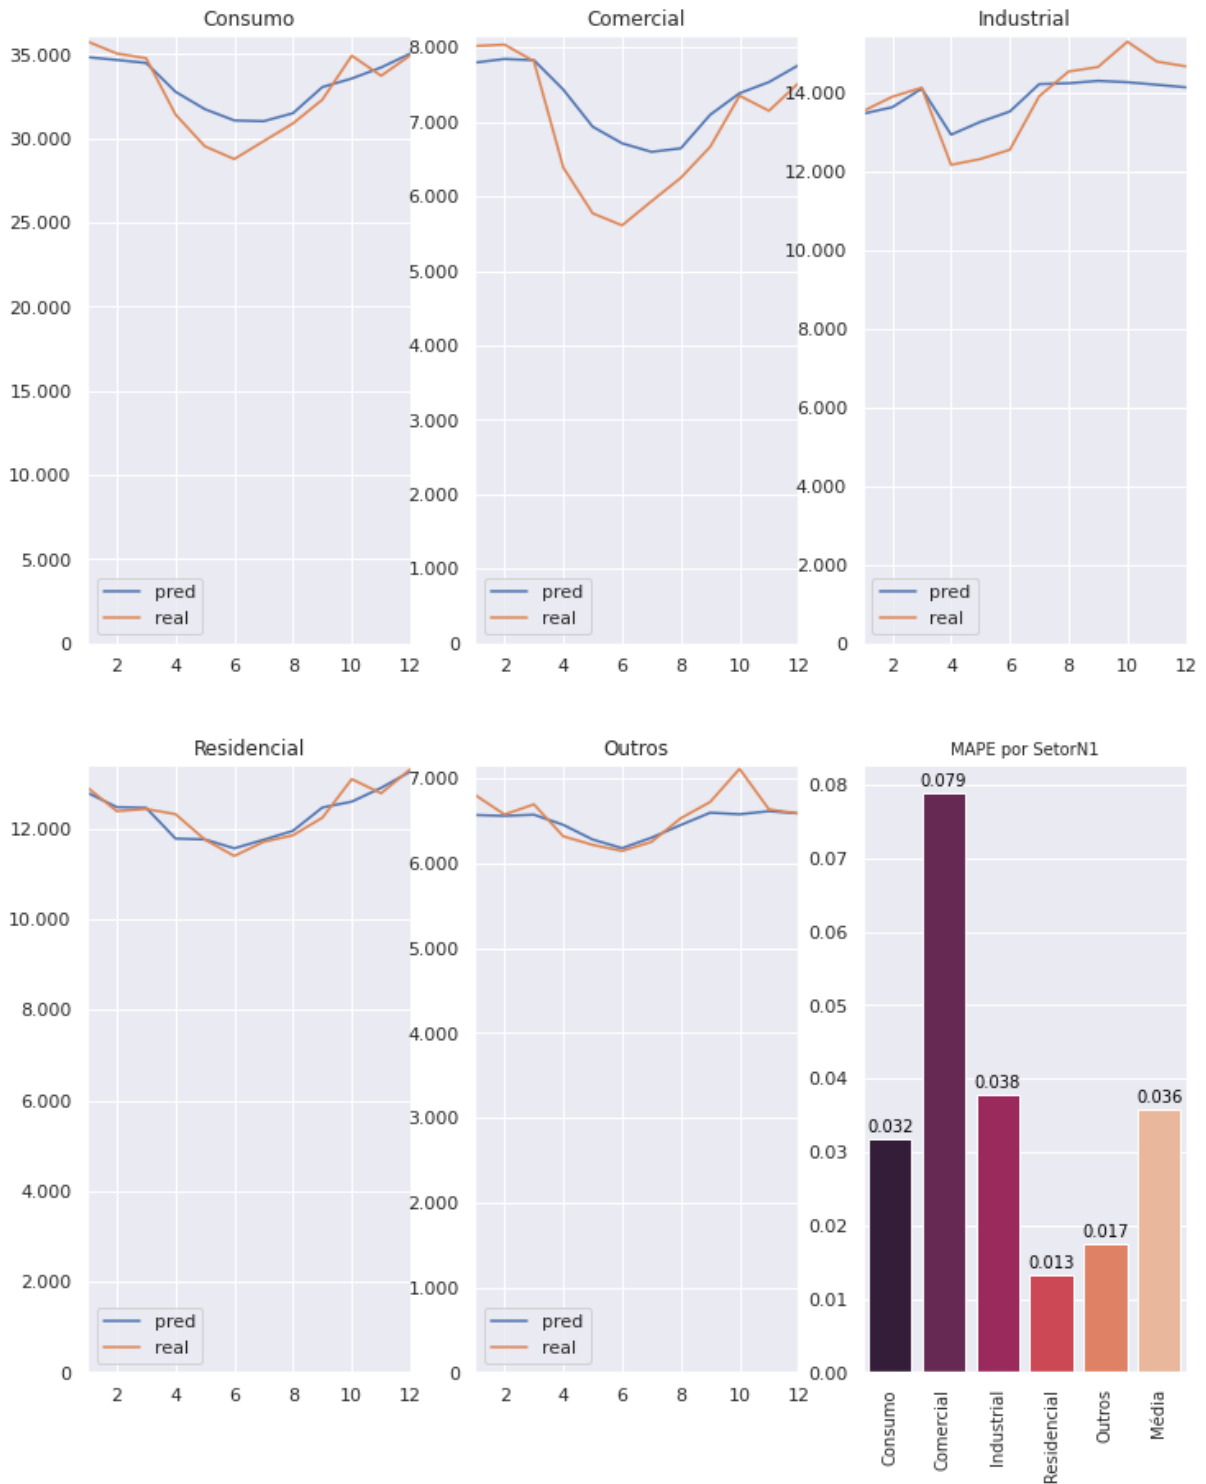 Consumo
35.000
30.000
25.000
20.000
15.000
10.000
5.000
0
pred
real
2 4 6 8 10 12
Comercial
8.000
7.000
6.000
5.000
4.000
3.000
2.000
1.000
0
pred
real
2 4 6 8 10 12
Industrial
14.000
12.000
10.000
8.000
6.000
4.000
2.000
0
pred
real
2 4 6 8 10 12
Residencial
12.000
10.000
8.000
6.000
4.000
2.000
0
pred
real
2 4 6 8 10 12
Outros
7.000
6.000
5.000
4.000
3.000
2.000
1.000
0
pred
real
2 4 6 8 10 12
MAPE por SetorN1
0.08
0.07
0.06
0.05
0.04
0.03
0.02
0.01
0.00
0.032
0.079
0.038
0.013
0.017
0.036
Consumo
Comercial
Industrial
Residencial
Outros
Média